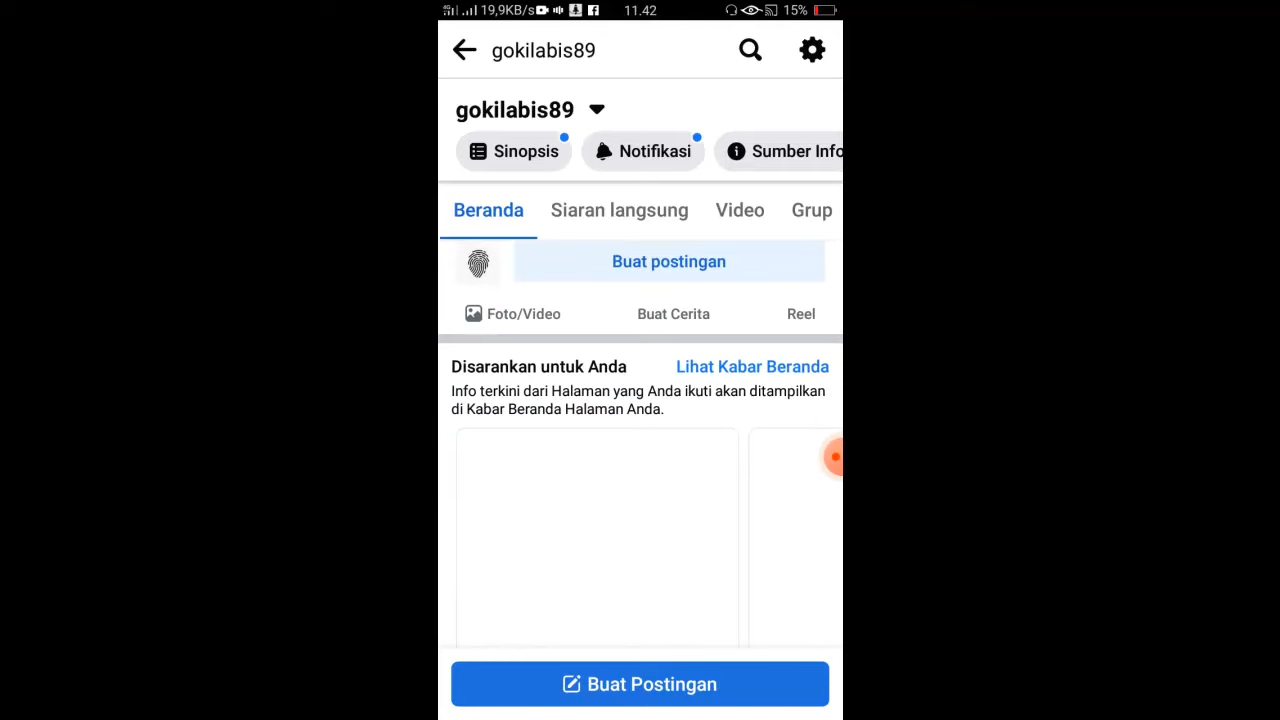 19,9KB/s 11.42 15%
gokilabis89
gokilabis89
Sinopsis Notifikasi Sumber Info
Beranda Siaran langsung Video Grup
Buat postingan
Foto/Video Buat Cerita Reel
Disarankan untuk Anda Lihat Kabar Beranda
Info terkini dari Halaman yang Anda ikuti akan ditampilkan
di Kabar Beranda Halaman Anda.
Buat Postingan